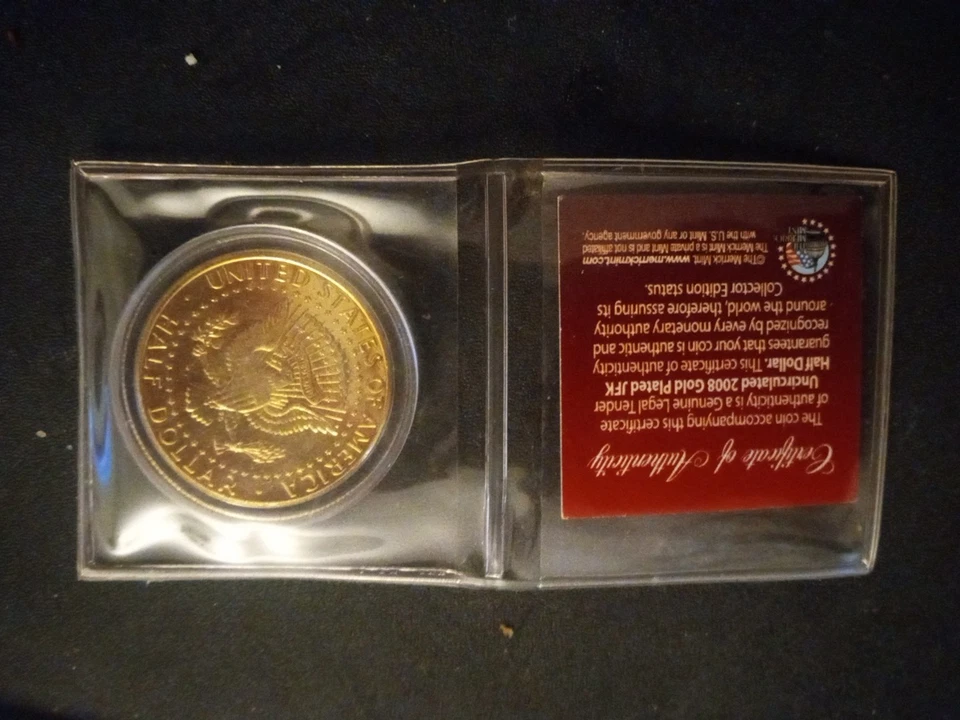 UNITED STATES OF AMERICA
HALF DOLLAR
Certificate of Authenticity
The coin accompanying this certificate
of authenticity is a Genuine Legal Tender
Uncirculated 2008 Gold Plated JFK
Half Dollar. This certificate of authenticity
guarantees that your coin is authentic and
recognized by every monetary authority
around the world, therefore assuring its
Collector Edition status.
©The Merrick Mint. www.merrickmint.com
The Merrick Mint is a private Mint and is not affiliated
with the U.S. Mint or any government agency.
MERRICK
MINT